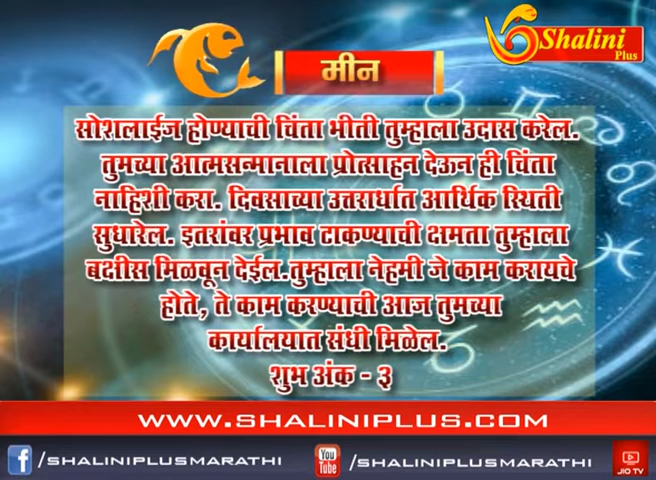 Shalini
Plus
मीन
सोशलाईज होण्याची चिंता भीती तुम्हाला उदास करेल.
तुमच्या आत्मसन्मानाला प्रोत्साहन देऊन ही चिंता
नाहिशी करा. दिवसाच्या उत्तरार्धात आर्थिक स्थिती
सुधारेल. इतरांवर प्रभाव टाकण्याची क्षमता तुम्हाला
बक्षीस मिळवून देईल.तुम्हाला नेहमी जे काम करायचे
होते, ते काम करण्याची आज तुमच्या
कार्यालयात संधी मिळेल.
शुभ अंक - ३
WWW.SHALINIPLUS.COM
f /SHALINIPLUSMARATHI
You Tube /SHALINIPLUSMARATHI
JIO TV